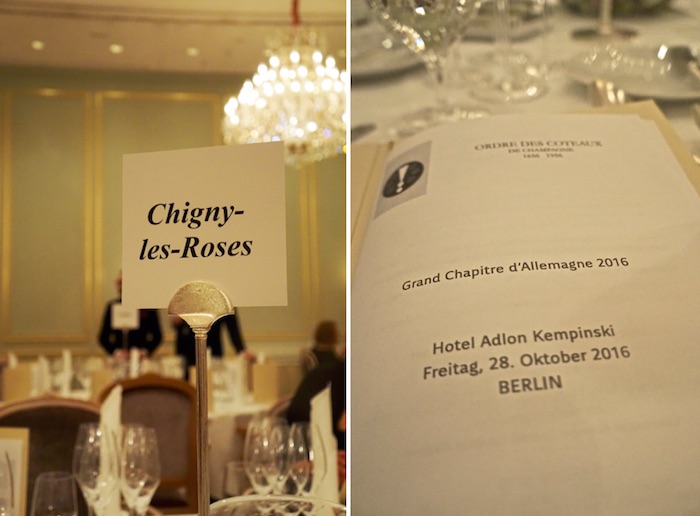 Chigny-
les-Roses
ORDRE DES COTEAUX
DE CHAMPAGNE
1656 - 1956
Grand Chapitre d'Allemagne 2016
Hotel Adlon Kempinski
Freitag, 28. Oktober 2016
BERLIN